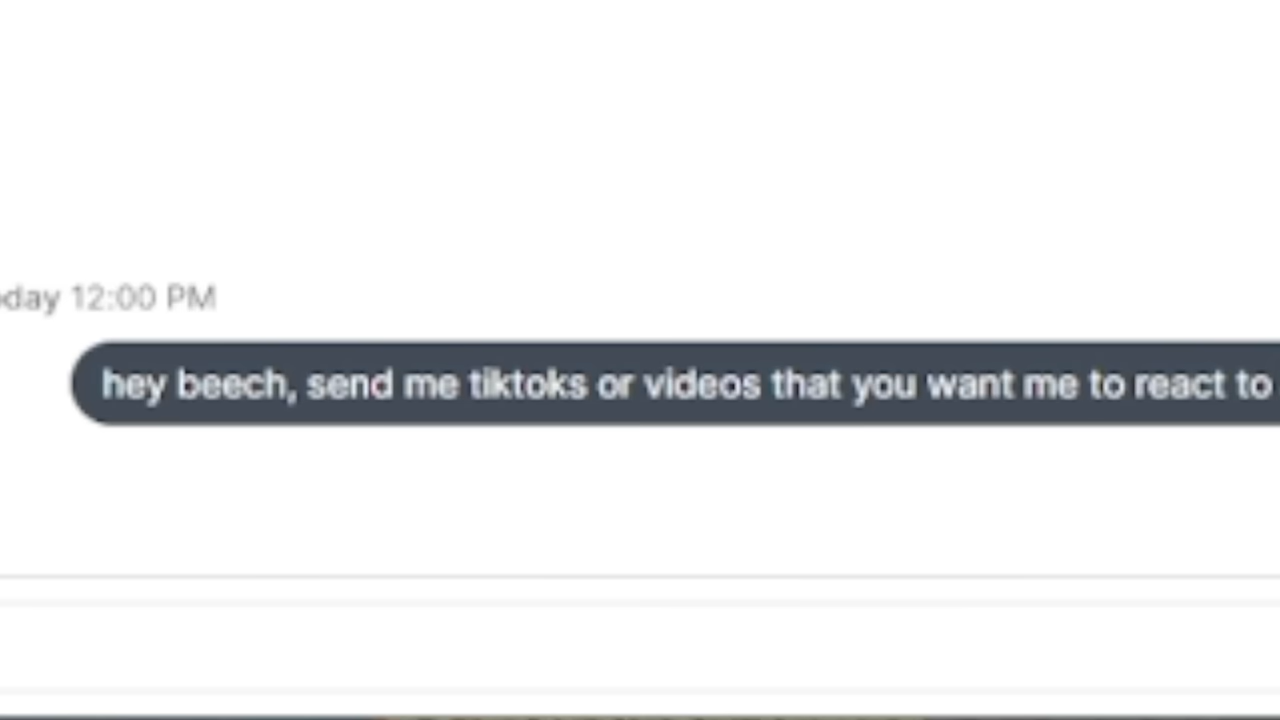 oday 12:00 PM
hey beech, send me tiktoks or videos that you want me to react to